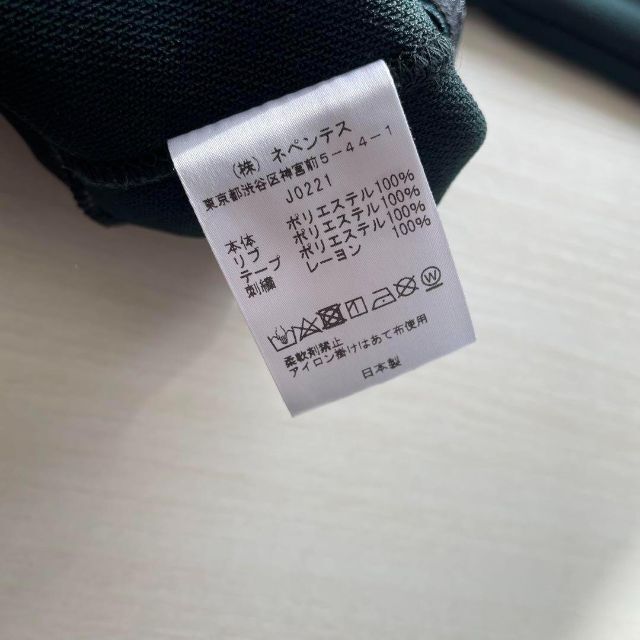 (株) ネペンテス
東京都渋谷区神宮前5-44-1
J0221
本体 ポリエステル100%
リブ ポリエステル100%
テープ ポリエステル100%
刺繍 レーヨン
柔軟剤禁止
アイロン掛けはあて布使用
日本製